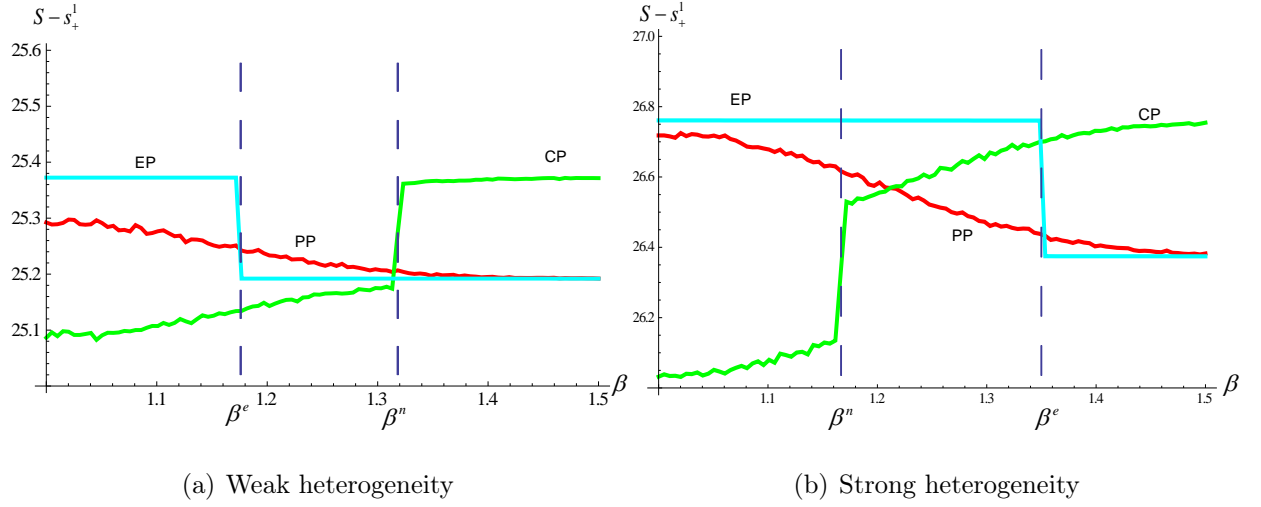 S − s₊¹
25.6
25.5
25.4
25.3
25.2
25.1
EP
PP
CP
1.1
1.2
1.3
1.4
1.5
β
βᵉ
βⁿ
(a) Weak heterogeneity
S − s₊¹
27.0
26.8
26.6
26.4
26.2
EP
PP
CP
1.1
1.2
1.3
1.4
1.5
β
βⁿ
βᵉ
(b) Strong heterogeneity